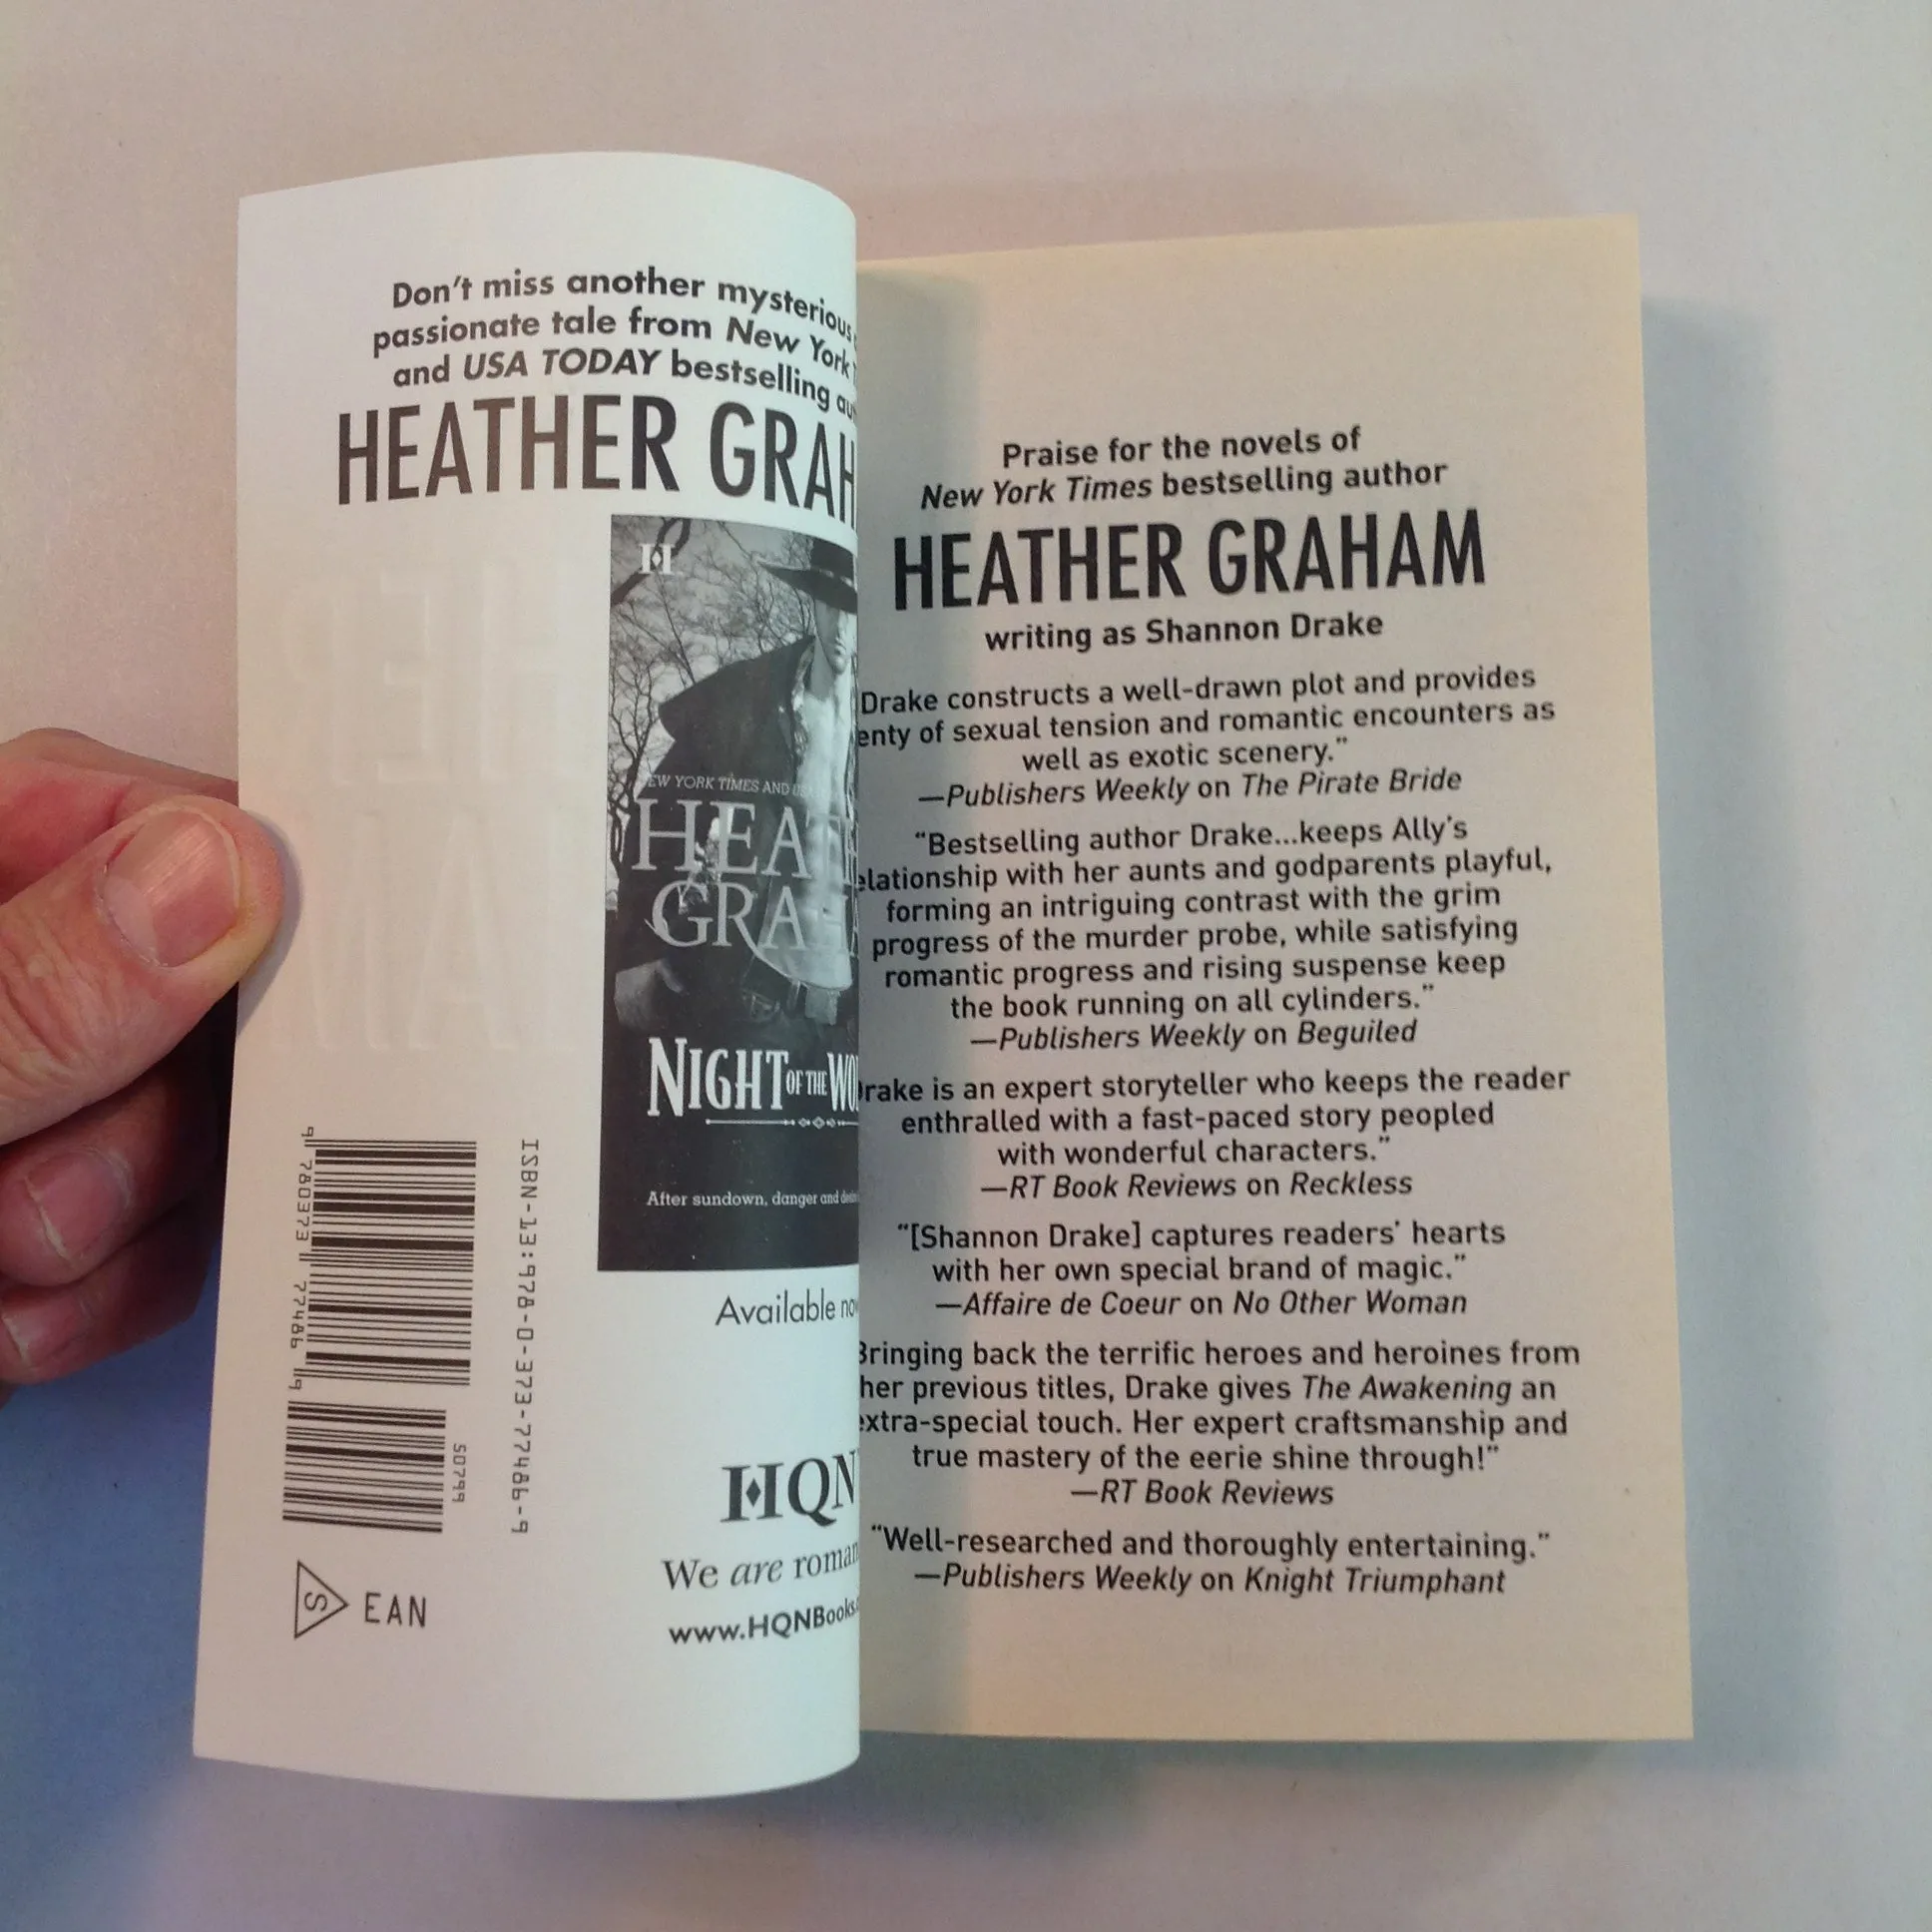 Don't miss another mysterious
passionate tale from New York
and USA TODAY bestselling
HEATHER GRAH
H
NEW YORK TIMES AND
HEAT
GRAHA
NIGHT OF THE WO
After sundown, danger and
Available now
HQN
We are roman
www.HQNBooks.
9 780373 774869
50799
ISBN-13:978-0-373-77486-9
S EAN
Praise for the novels of
New York Times bestselling author
HEATHER GRAHAM
writing as Shannon Drake
Drake constructs a well-drawn plot and provides
enty of sexual tension and romantic encounters as
well as exotic scenery."
—Publishers Weekly on The Pirate Bride
"Bestselling author Drake...keeps Ally's
elationship with her aunts and godparents playful,
forming an intriguing contrast with the grim
progress of the murder probe, while satisfying
romantic progress and rising suspense keep
the book running on all cylinders."
—Publishers Weekly on Beguiled
Drake is an expert storyteller who keeps the reader
enthralled with a fast-paced story peopled
with wonderful characters."
—RT Book Reviews on Reckless
"[Shannon Drake] captures readers' hearts
with her own special brand of magic."
—Affaire de Coeur on No Other Woman
Bringing back the terrific heroes and heroines from
her previous titles, Drake gives The Awakening an
extra-special touch. Her expert craftsmanship and
true mastery of the eerie shine through!"
—RT Book Reviews
"Well-researched and thoroughly entertaining."
—Publishers Weekly on Knight Triumphant